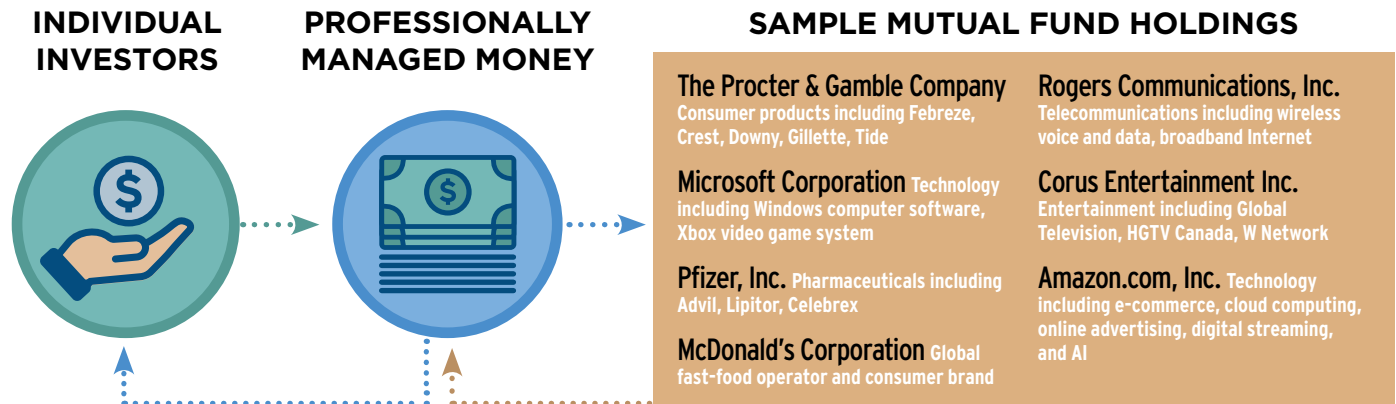 INDIVIDUAL
INVESTORS
PROFESSIONALLY
MANAGED MONEY
$
$
SAMPLE MUTUAL FUND HOLDINGS
The Procter & Gamble Company
Consumer products including Febreze,
Crest, Downy, Gillette, Tide
Microsoft Corporation Technology
including Windows computer software,
Xbox video game system
Pfizer, Inc. Pharmaceuticals including
Advil, Lipitor, Celebrex
McDonald's Corporation Global
fast-food operator and consumer brand
Rogers Communications, Inc.
Telecommunications including wireless
voice and data, broadband Internet
Corus Entertainment Inc.
Entertainment including Global
Television, HGTV Canada, W Network
Amazon.com, Inc. Technology
including e-commerce, cloud computing,
online advertising, digital streaming,
and AI